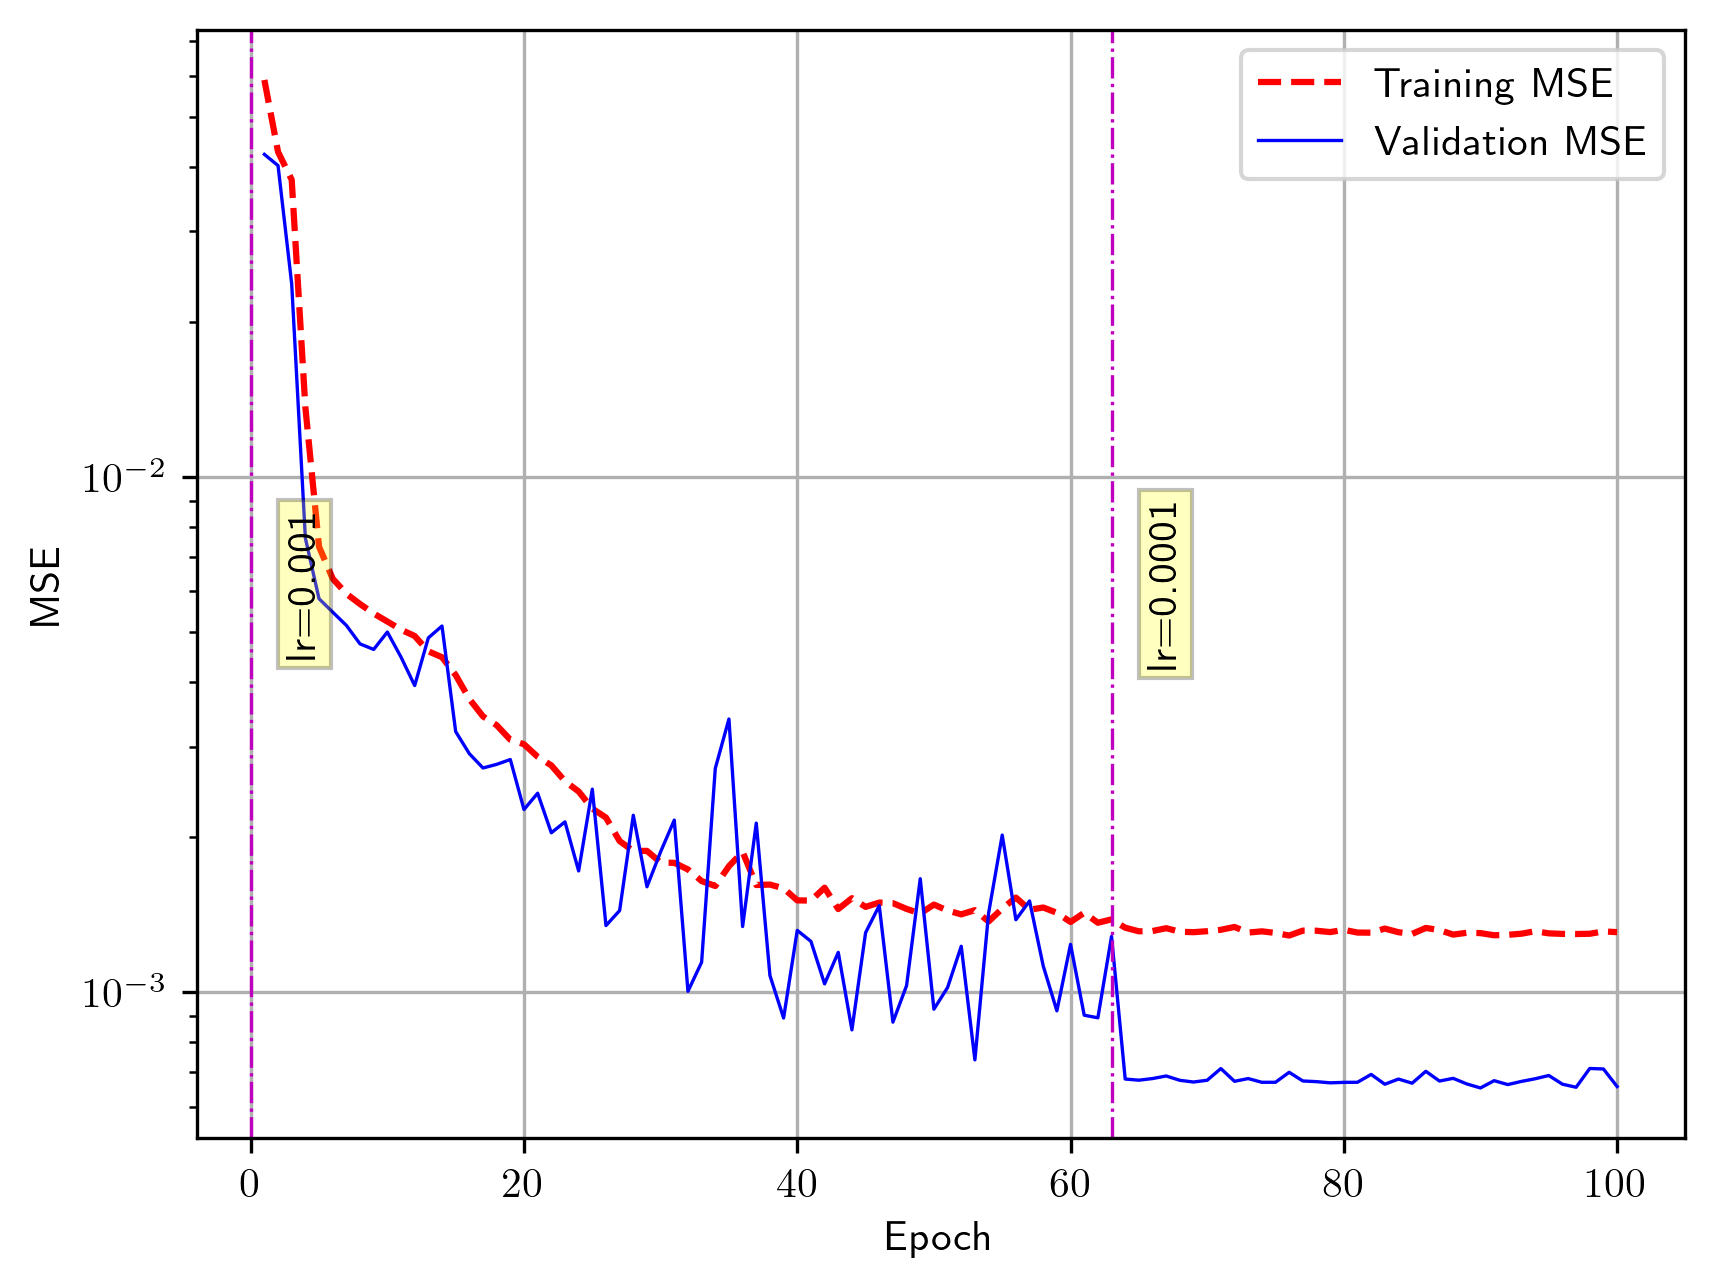 Training MSE
Validation MSE
10⁻²
10⁻³
MSE
lr=0.001
lr=0.0001
0 20 40 60 80 100
Epoch